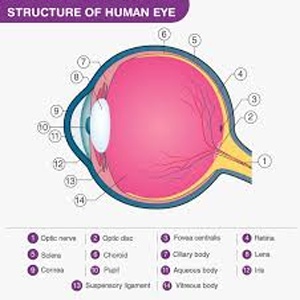 STRUCTURE OF HUMAN EYE
6
5
7
8
4
3
9
2
10
11
1
12
13
14
1 Optic nerve 2 Optic disc 3 Fovea centralis 4 Retina
5 Sclera 6 Choroid 7 Ciliary body 8 Lens
9 Cornea 10 Pupil 11 Aqueous body 12 Iris
13 Suspensory ligament 14 Vitreous body